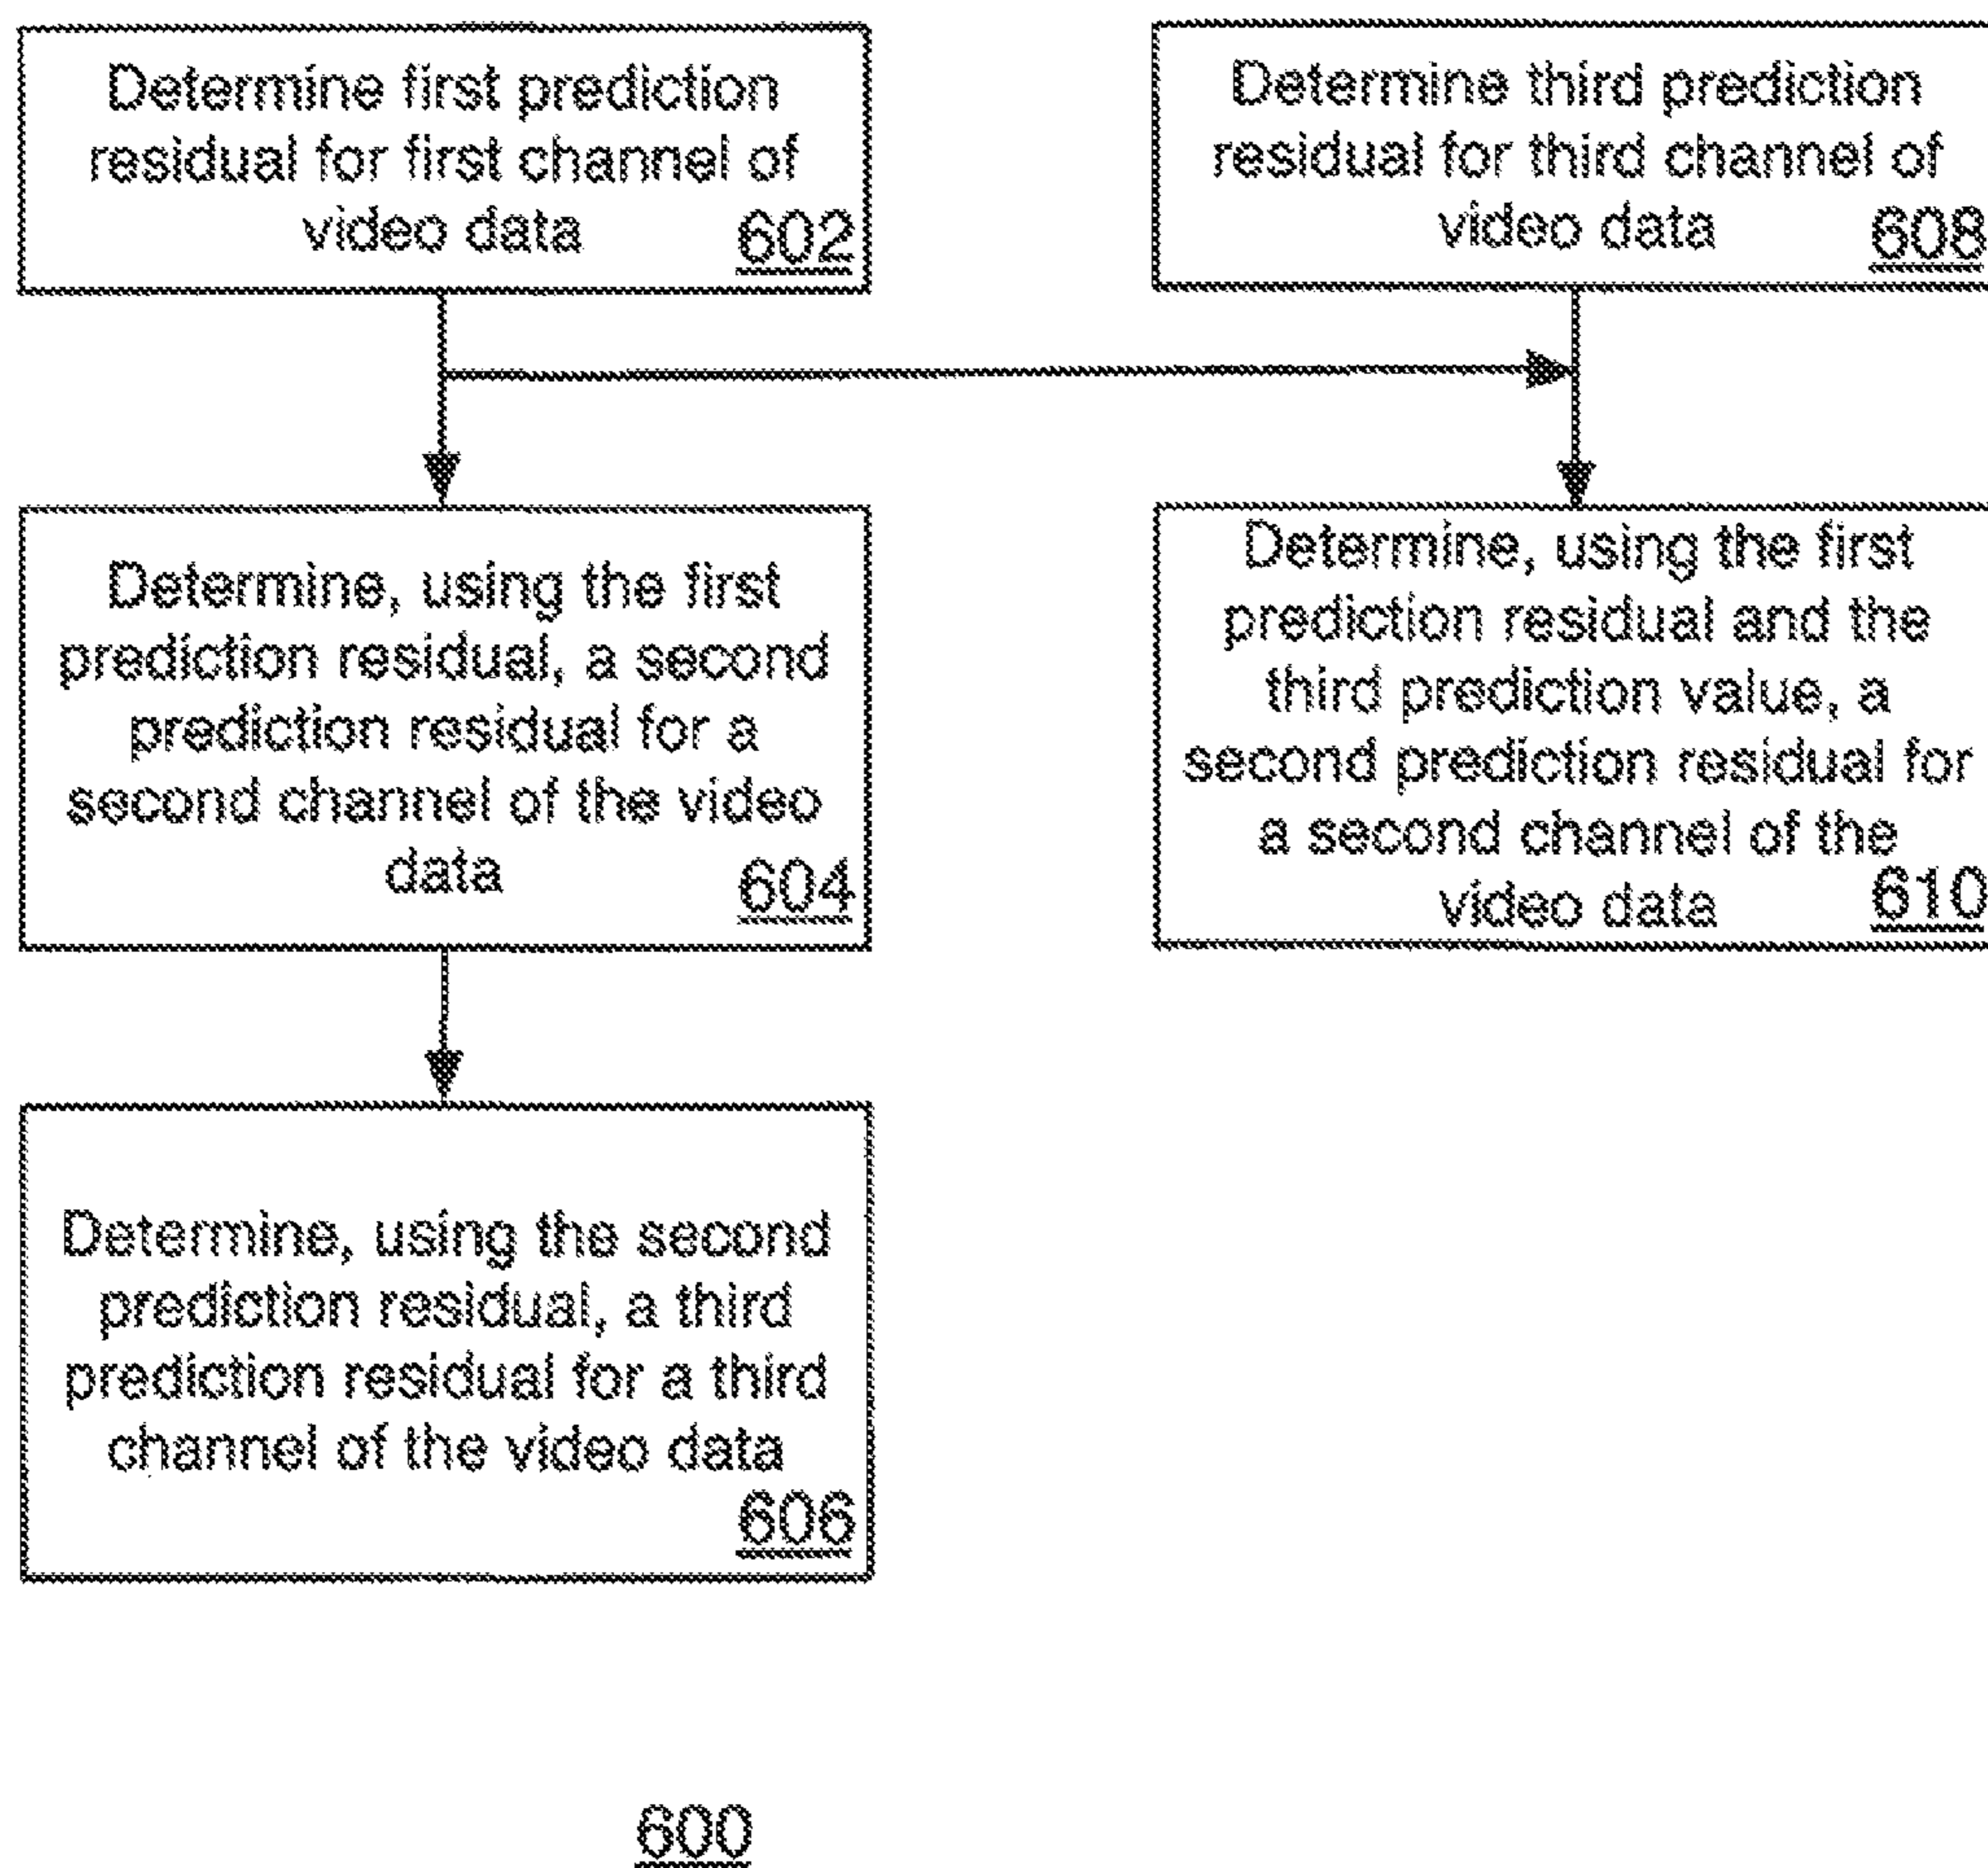 Determine first prediction
residual for first channel of
video data
602
Determine third prediction
residual for third channel of
video data
608
Determine, using the first
prediction residual, a second
prediction residual for a
second channel of the video
data
604
Determine, using the first
prediction residual and the
third prediction value, a
second prediction residual for
a second channel of the
video data
610
Determine, using the second
prediction residual, a third
prediction residual for a third
channel of the video data
606
600